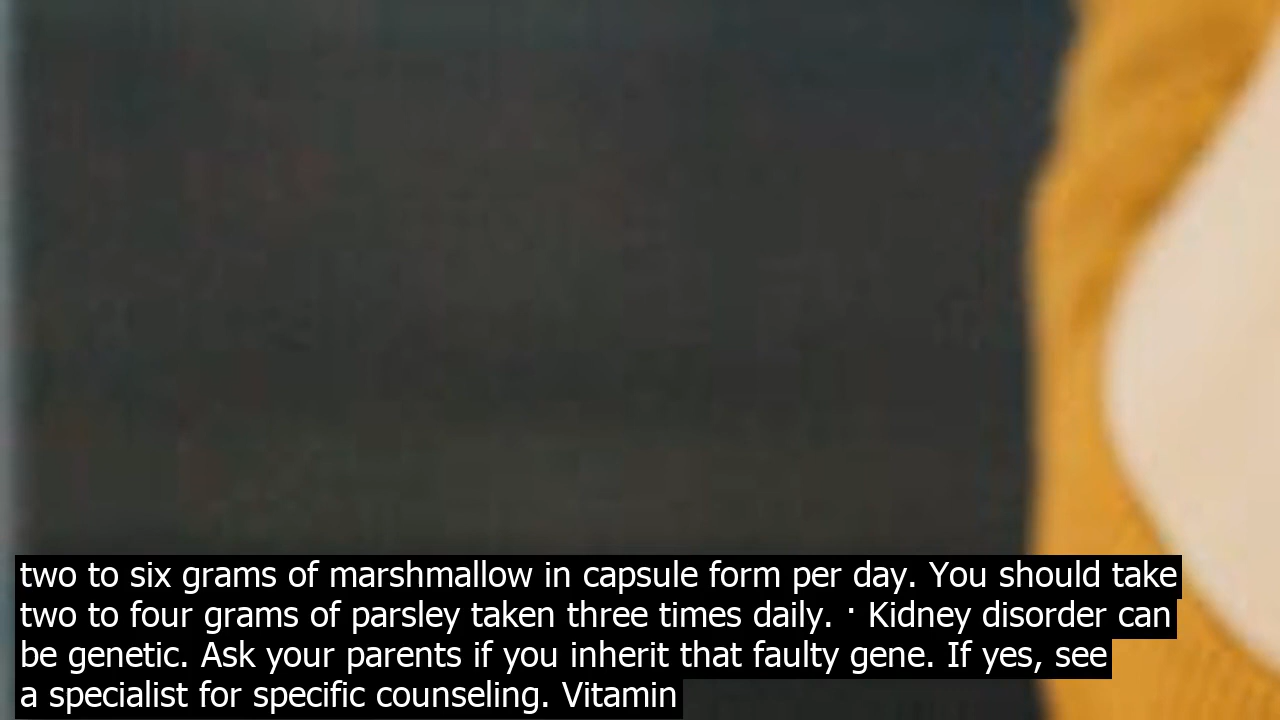 two to six grams of marshmallow in capsule form per day. You should take
two to four grams of parsley taken three times daily. · Kidney disorder can
be genetic. Ask your parents if you inherit that faulty gene. If yes, see
a specialist for specific counseling. Vitamin